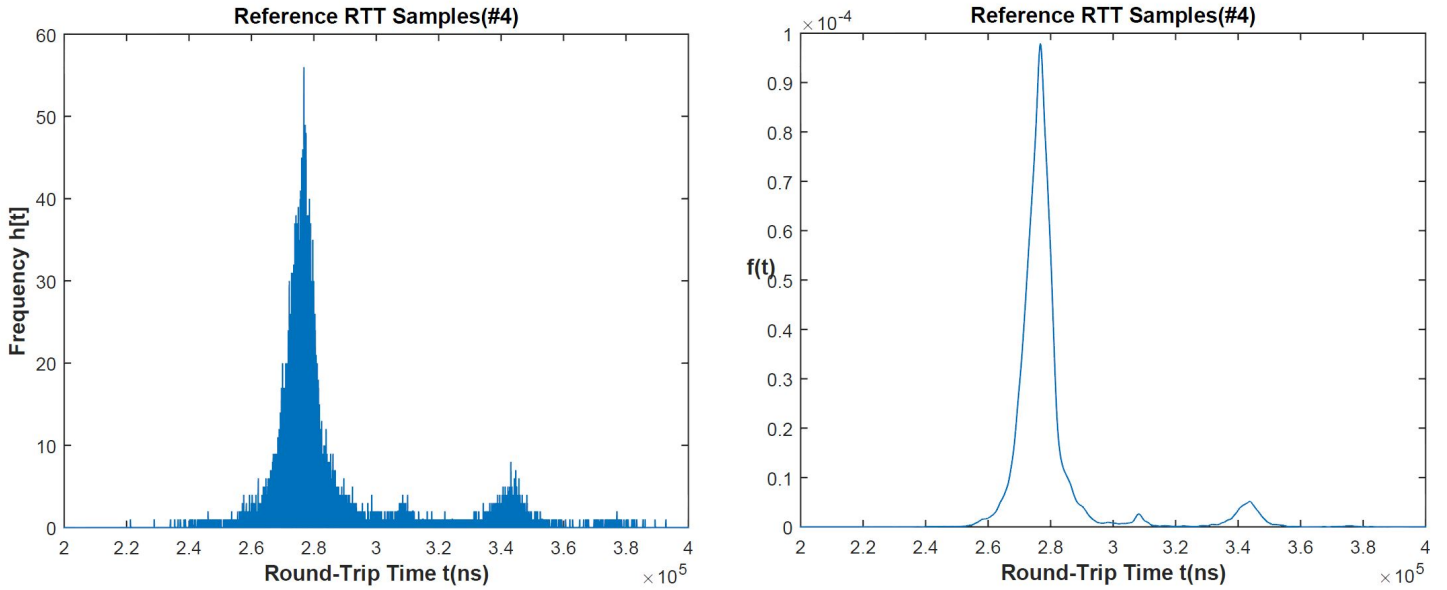 Reference RTT Samples(#4)
60
50
40
30
20
10
0
Frequency h[t]
2 2.2 2.4 2.6 2.8 3 3.2 3.4 3.6 3.8 4
Round-Trip Time t(ns)
× 10^5
Reference RTT Samples(#4)
× 10^-4
1
0.9
0.8
0.7
0.6
0.5
0.4
0.3
0.2
0.1
0
f(t)
2 2.2 2.4 2.6 2.8 3 3.2 3.4 3.6 3.8 4
Round-Trip Time t(ns)
× 10^5